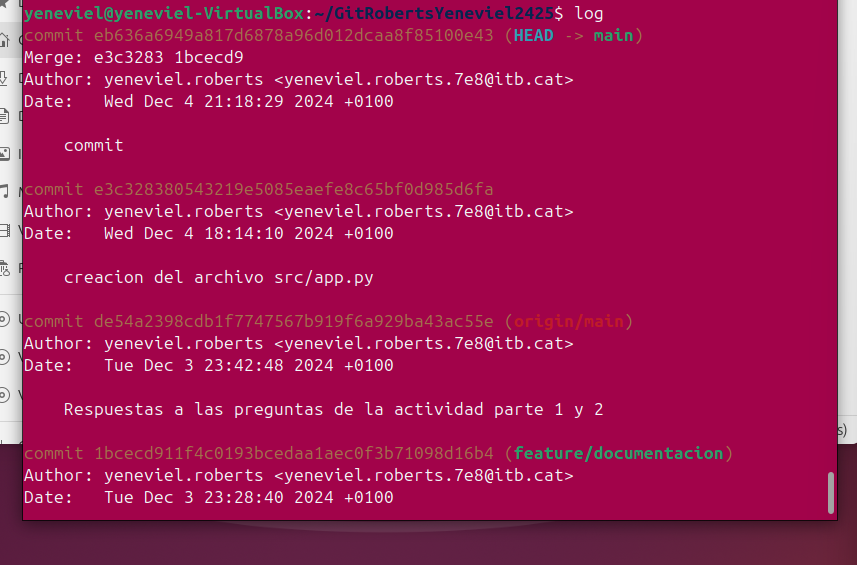 yeneviel@yeneviel-VirtualBox:~/GitRobertsYeneviel2425$ log
commit eb636a6949a817d6878a96d012dcaa8f85100e43 (HEAD -> main)
Merge: e3c3283 1bcecd9
Author: yeneviel.roberts <yeneviel.roberts.7e8@itb.cat>
Date:   Wed Dec 4 21:18:29 2024 +0100
commit
commit e3c328380543219e5085eaefe8c65bf0d985d6fa
Author: yeneviel.roberts <yeneviel.roberts.7e8@itb.cat>
Date:   Wed Dec 4 18:14:10 2024 +0100
creacion del archivo src/app.py
commit de54a2398cdb1f7747567b919f6a929ba43ac55e (origin/main)
Author: yeneviel.roberts <yeneviel.roberts.7e8@itb.cat>
Date:   Tue Dec 3 23:42:48 2024 +0100
Respuestas a las preguntas de la actividad parte 1 y 2
commit 1bcecd911f4c0193bcedaa1aec0f3b71098d16b4 (feature/documentacion)
Author: yeneviel.roberts <yeneviel.roberts.7e8@itb.cat>
Date:   Tue Dec 3 23:28:40 2024 +0100
s)